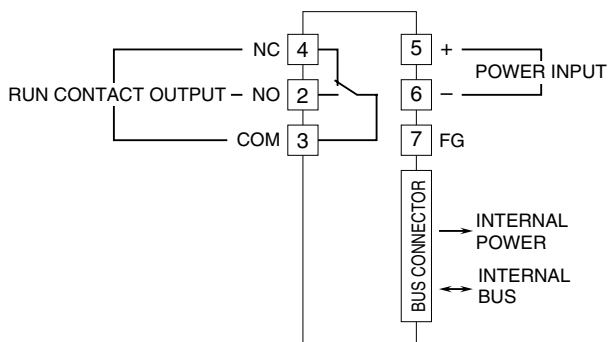 NC 4
RUN CONTACT OUTPUT NO 2
COM 3
5 +
POWER INPUT
6 −
7 FG
BUS CONNECTOR
INTERNAL
POWER
INTERNAL
BUS